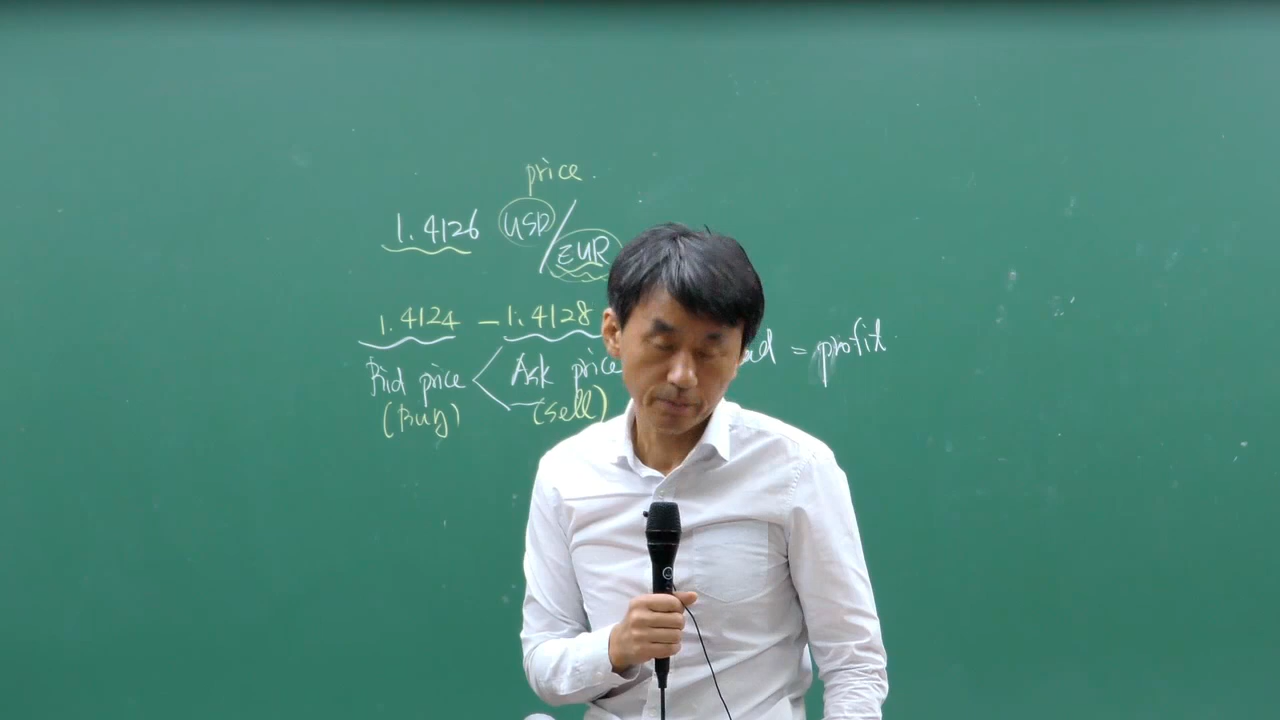 price.
1.4126 USD/EUR
1.4124 - 1.4128
Bid price < Ask price = profit
(Buy) (sell)